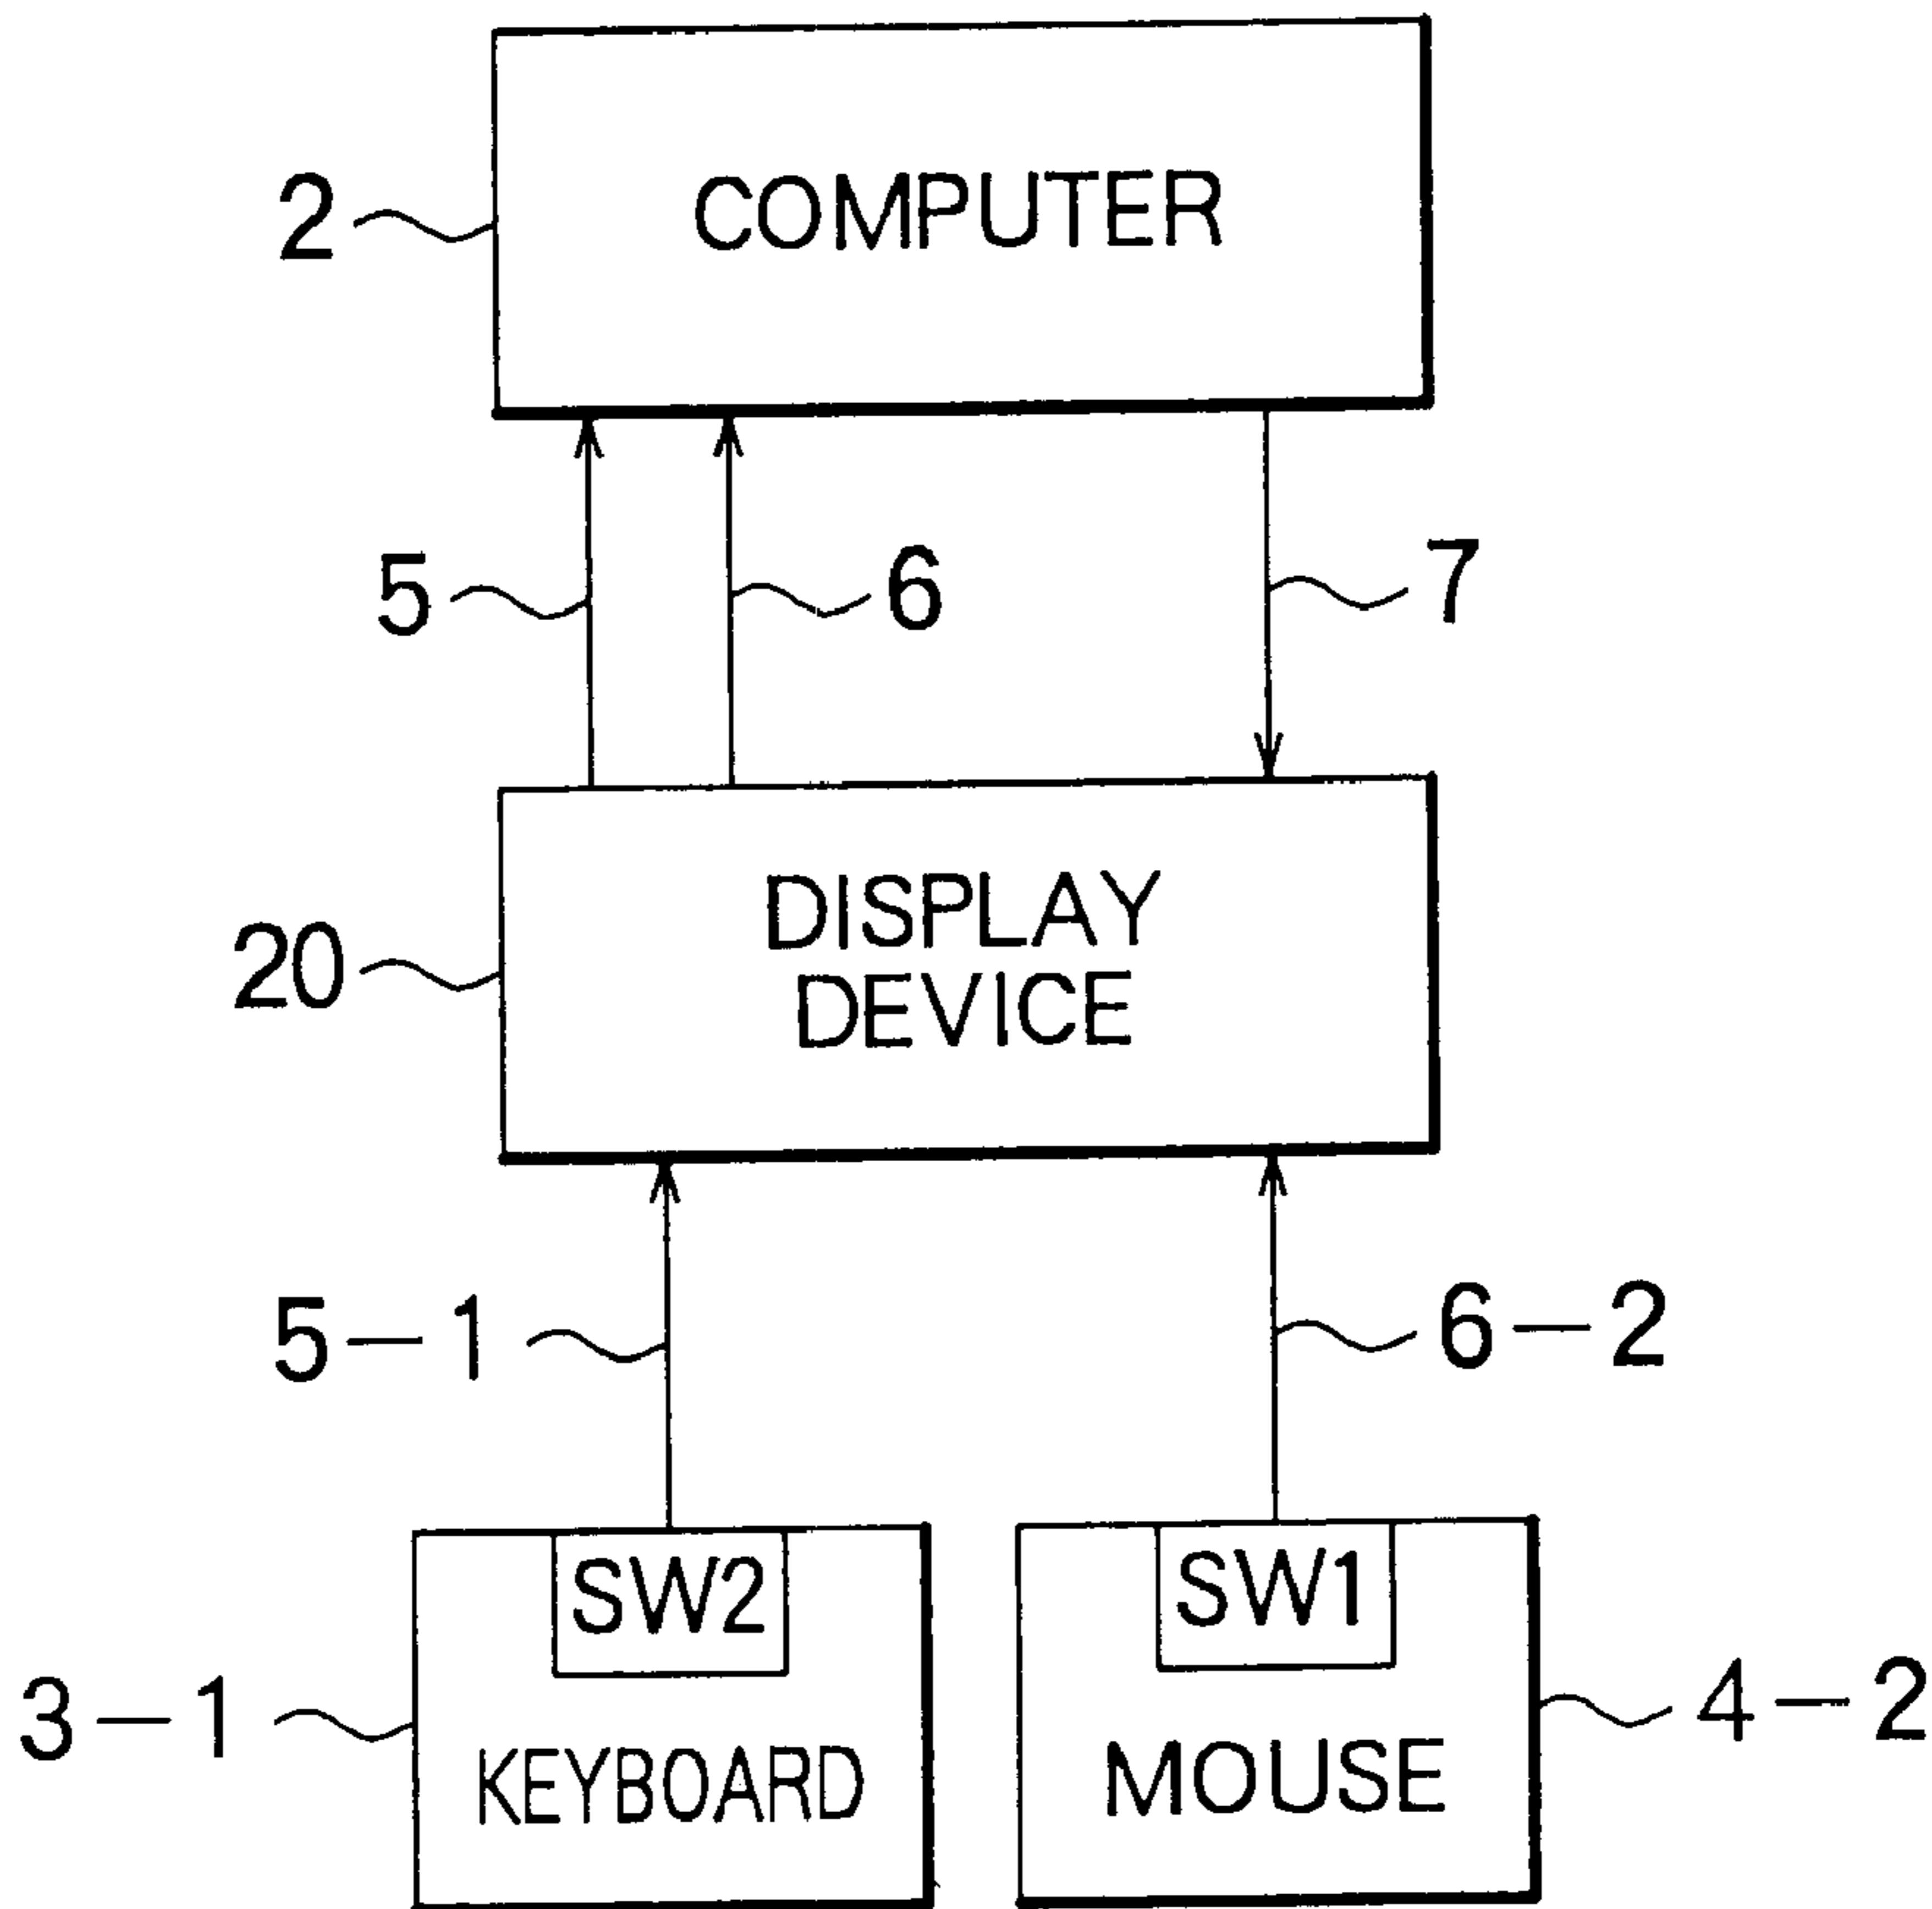 COMPUTER
2
5
6
7
DISPLAY
DEVICE
20
5-1
6-2
SW2
SW1
3-1
KEYBOARD
MOUSE
4-2